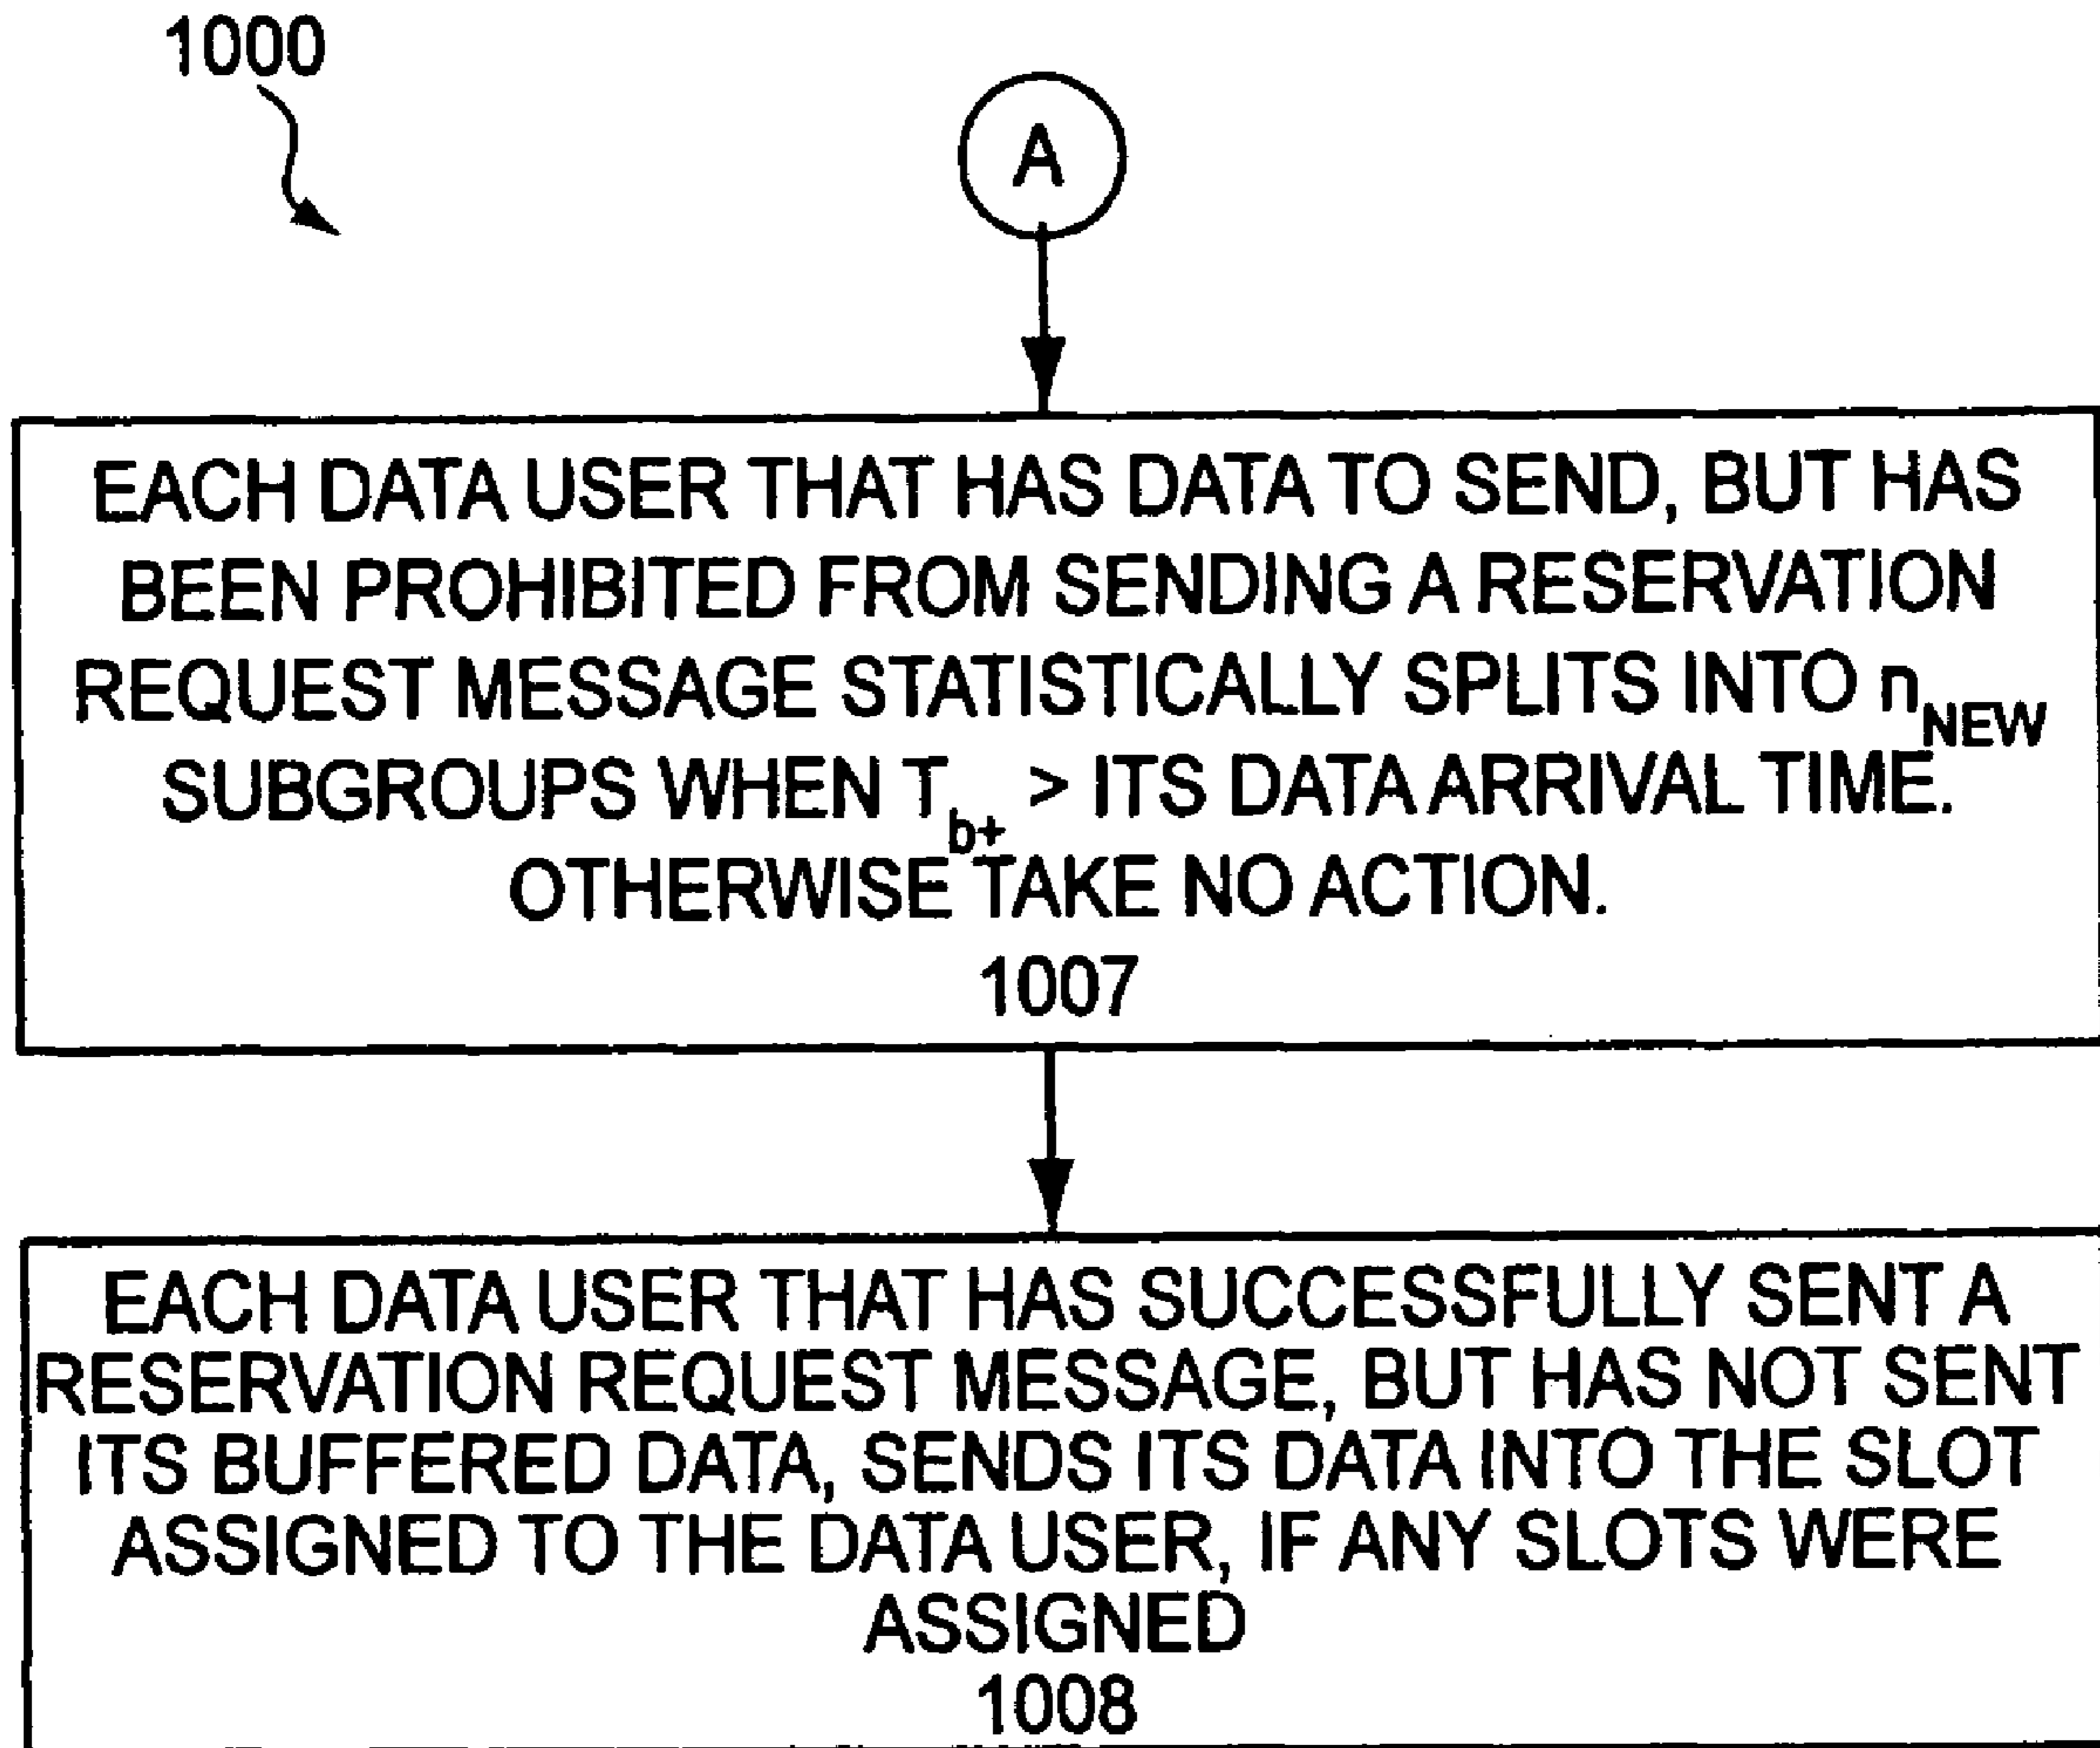 1000
A
EACH DATA USER THAT HAS DATA TO SEND, BUT HAS
BEEN PROHIBITED FROM SENDING A RESERVATION
REQUEST MESSAGE STATISTICALLY SPLITS INTO n_NEW
SUBGROUPS WHEN T_b+ > ITS DATA ARRIVAL TIME.
OTHERWISE TAKE NO ACTION.
1007
EACH DATA USER THAT HAS SUCCESSFULLY SENT A
RESERVATION REQUEST MESSAGE, BUT HAS NOT SENT
ITS BUFFERED DATA, SENDS ITS DATA INTO THE SLOT
ASSIGNED TO THE DATA USER, IF ANY SLOTS WERE
ASSIGNED
1008